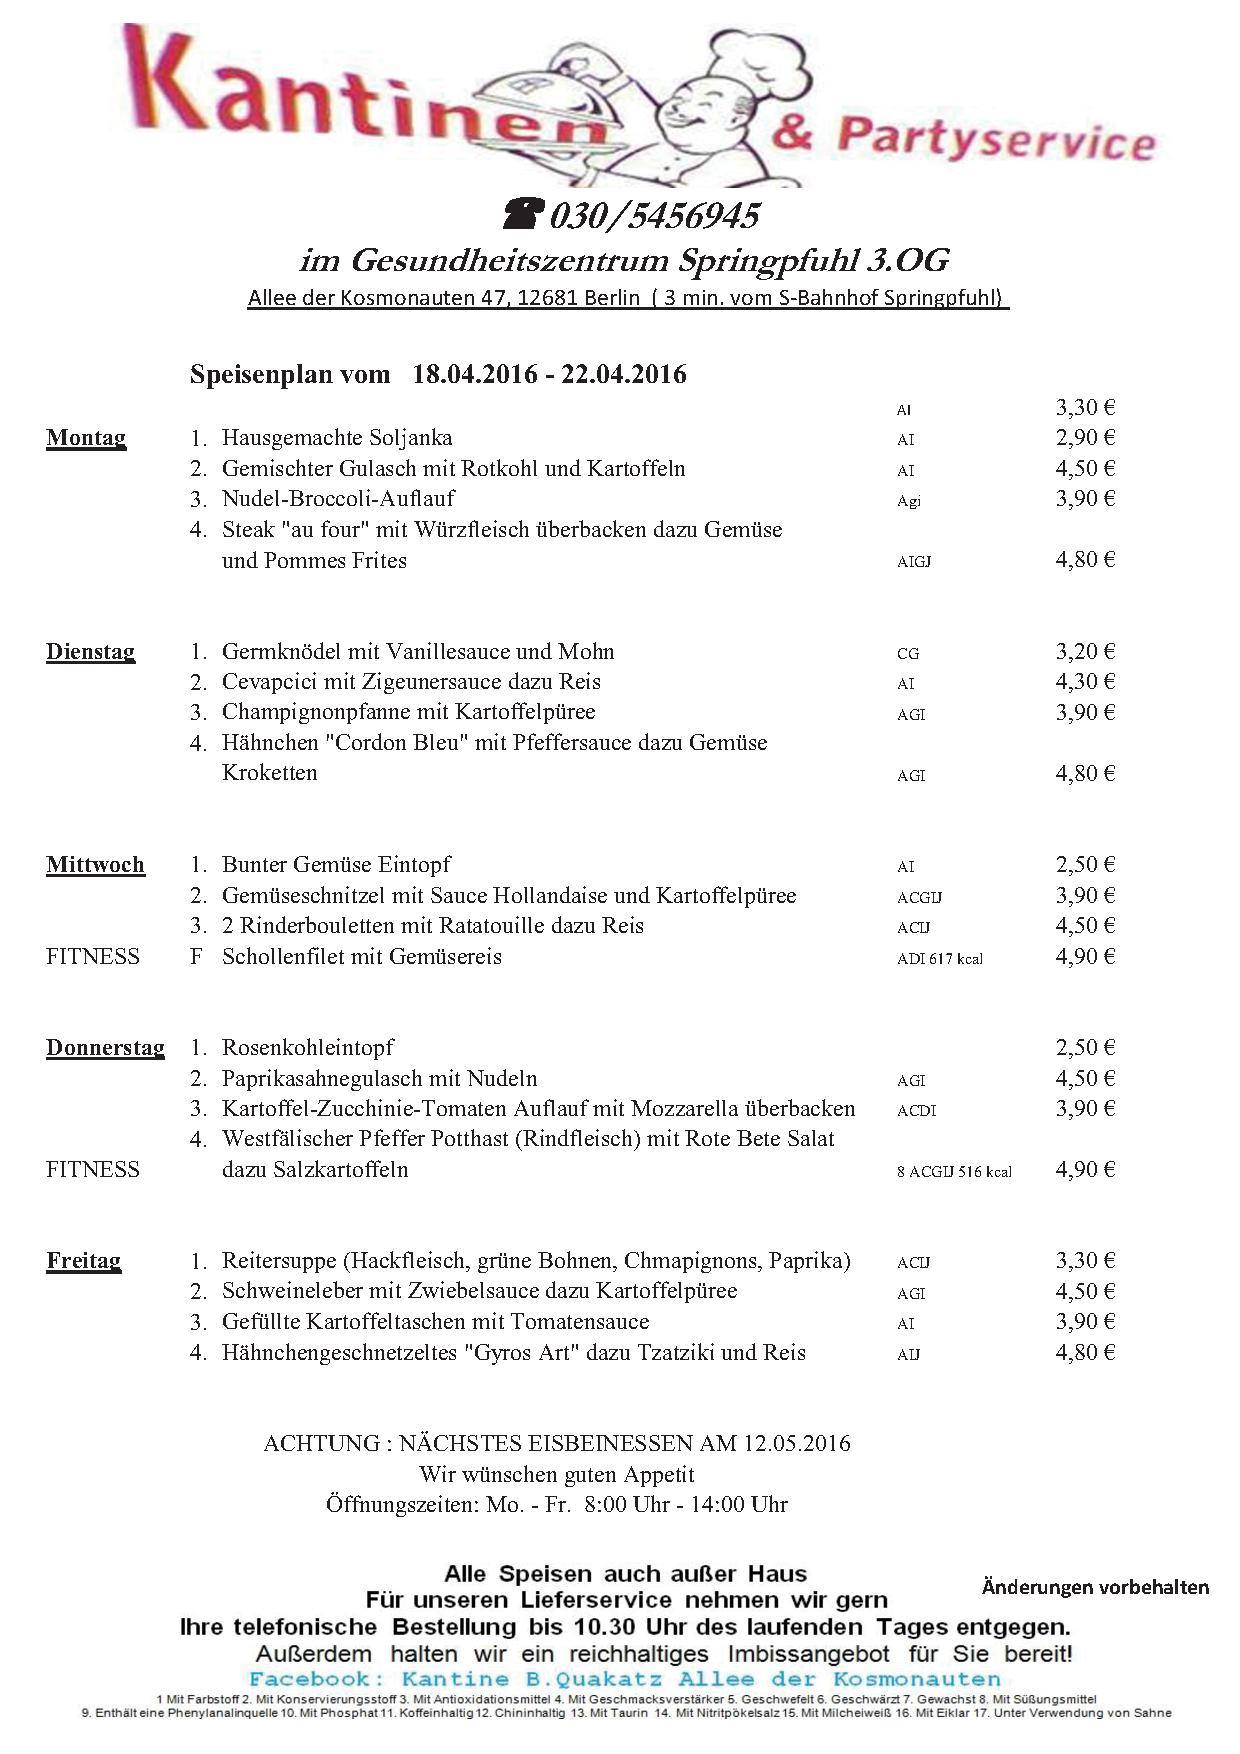 Kantinen & Partyservice
☎ 030/5456945
im Gesundheitszentrum Springpfuhl 3.OG
Allee der Kosmonauten 47, 12681 Berlin ( 3 min. vom S-Bahnhof Springpfuhl)
Speisenplan vom 18.04.2016 - 22.04.2016
AI 3,30 €
Montag 1. Hausgemachte Soljanka AI 2,90 €
2. Gemischter Gulasch mit Rotkohl und Kartoffeln AI 4,50 €
3. Nudel-Broccoli-Auflauf Agi 3,90 €
4. Steak "au four" mit Würzfleisch überbacken dazu Gemüse
und Pommes Frites AIGJ 4,80 €
Dienstag 1. Germknödel mit Vanillesauce und Mohn CG 3,20 €
2. Cevapcici mit Zigeunersauce dazu Reis AI 4,30 €
3. Champignonpfanne mit Kartoffelpüree AGI 3,90 €
4. Hähnchen "Cordon Bleu" mit Pfeffersauce dazu Gemüse
Kroketten AGI 4,80 €
Mittwoch 1. Bunter Gemüse Eintopf AI 2,50 €
2. Gemüseschnitzel mit Sauce Hollandaise und Kartoffelpüree ACGIJ 3,90 €
3. 2 Rinderbouletten mit Ratatouille dazu Reis ACIJ 4,50 €
FITNESS F Schollenfilet mit Gemüsereis ADI 617 kcal 4,90 €
Donnerstag 1. Rosenkohleintopf 2,50 €
2. Paprikasahnegulasch mit Nudeln AGI 4,50 €
3. Kartoffel-Zucchinie-Tomaten Auflauf mit Mozzarella überbacken ACDI 3,90 €
4. Westfälischer Pfeffer Potthast (Rindfleisch) mit Rote Bete Salat
FITNESS dazu Salzkartoffeln 8 ACGIJ 516 kcal 4,90 €
Freitag 1. Reitersuppe (Hackfleisch, grüne Bohnen, Chmapignons, Paprika) ACIJ 3,30 €
2. Schweineleber mit Zwiebelsauce dazu Kartoffelpüree AGI 4,50 €
3. Gefüllte Kartoffeltaschen mit Tomatensauce AI 3,90 €
4. Hähnchengeschnetzeltes "Gyros Art" dazu Tzatziki und Reis AIJ 4,80 €
ACHTUNG : NÄCHSTES EISBEINESSEN AM 12.05.2016
Wir wünschen guten Appetit
Öffnungszeiten: Mo. - Fr. 8:00 Uhr - 14:00 Uhr
Alle Speisen auch außer Haus
Änderungen vorbehalten
Für unseren Lieferservice nehmen wir gern
Ihre telefonische Bestellung bis 10.30 Uhr des laufenden Tages entgegen.
Außerdem halten wir ein reichhaltiges Imbissangebot für Sie bereit!
Facebook: Kantine B.Quakatz Allee der Kosmonauten
1 Mit Farbstoff 2. Mit Konservierungsstoff 3. Mit Antioxidationsmittel 4. Mit Geschmacksverstärker 5. Geschwefelt 6. Geschwärzt 7. Gewachst 8. Mit Süßungsmittel
9. Enthält eine Phenylanalinquelle 10. Mit Phosphat 11. Koffeinhaltig 12. Chininhaltig 13. Mit Taurin 14. Mit Nitritpökelsalz 15. Mit Milcheiweiß 16. Mit Eiklar 17. Unter Verwendung von Sahne